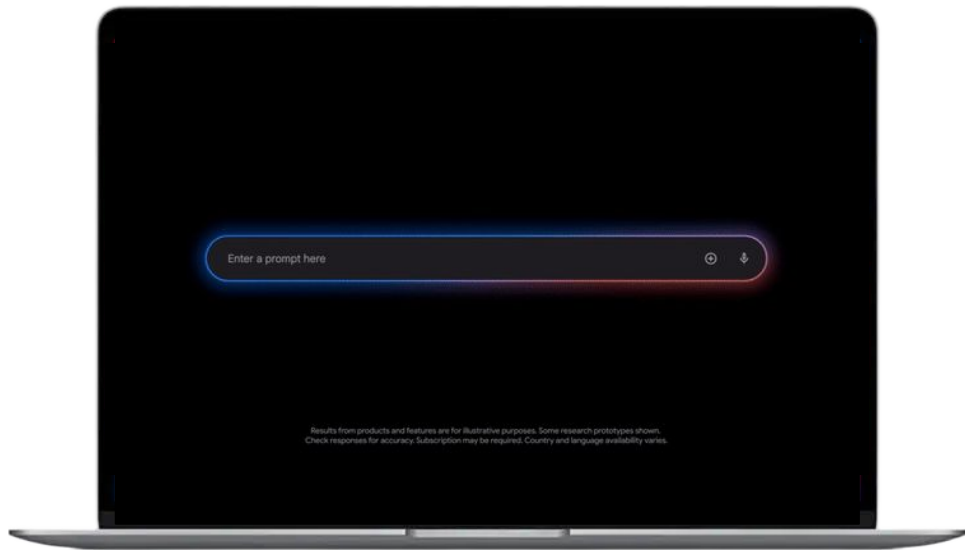 Enter a prompt here
Results from products and features are for illustrative purposes. Some research prototypes shown.
Check responses for accuracy. Subscription may be required. Country and language availability varies.